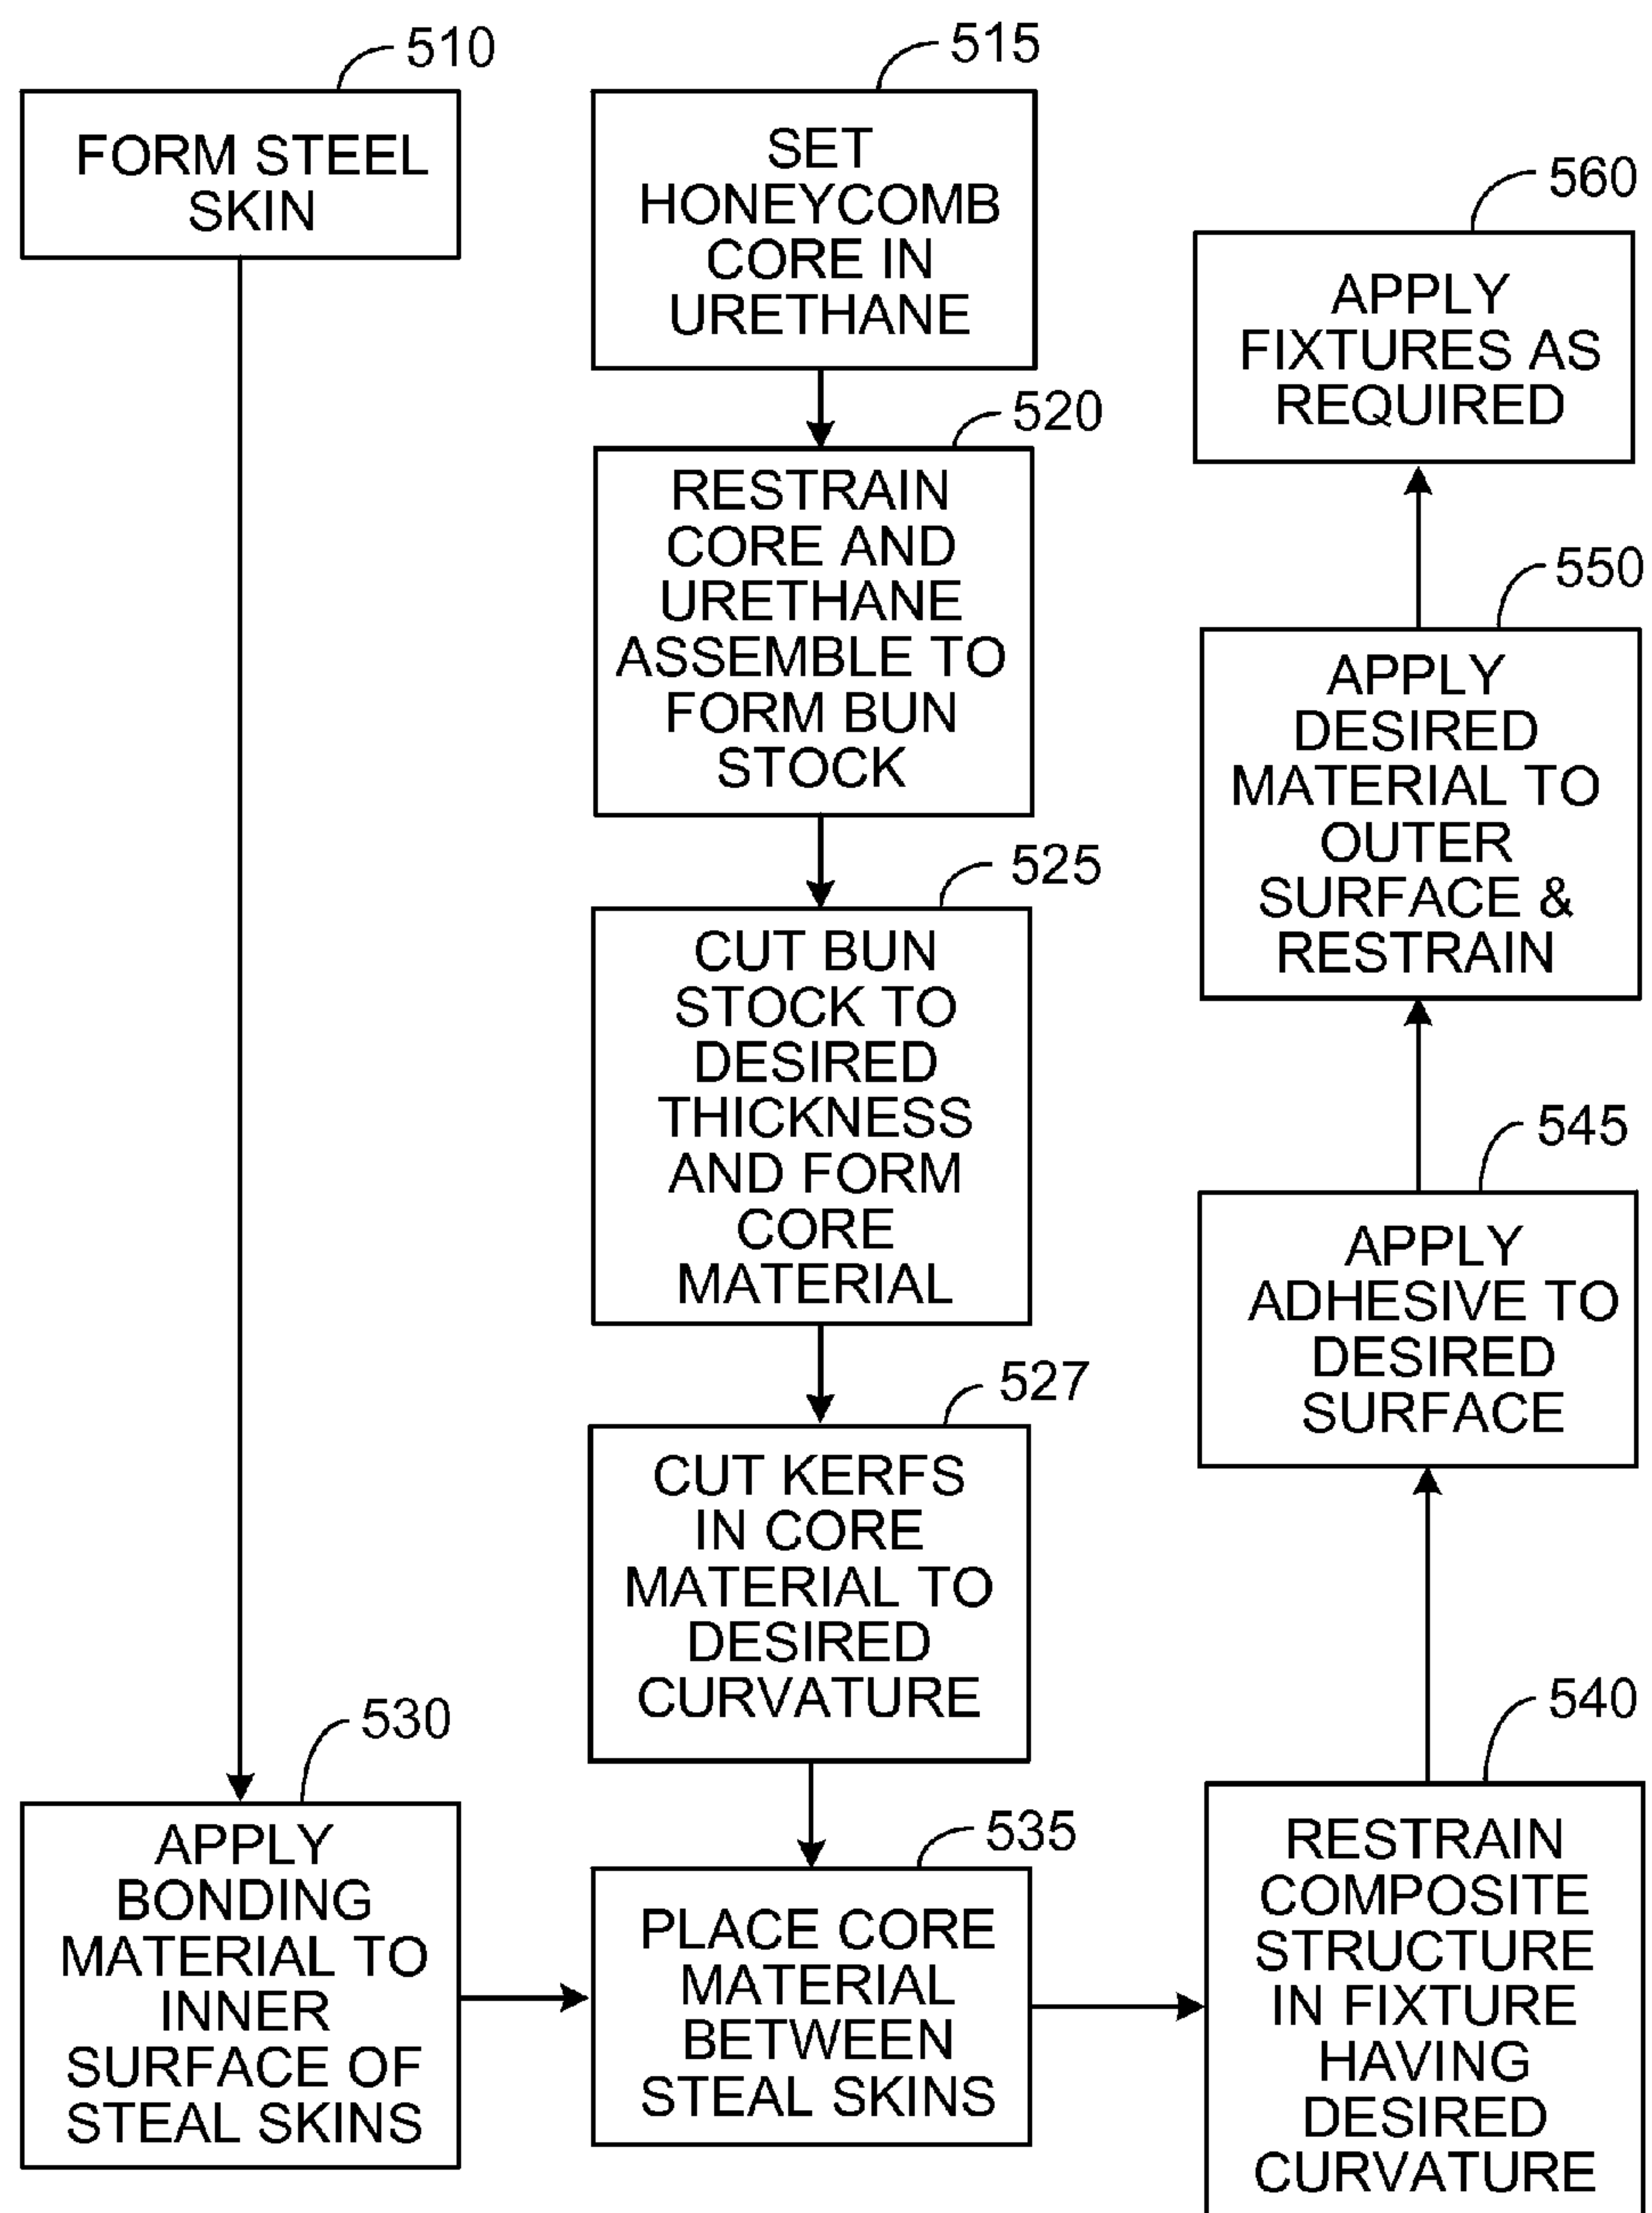 510
FORM STEEL
SKIN
515
SET
HONEYCOMB
CORE IN
URETHANE
520
RESTRAIN
CORE AND
URETHANE
ASSEMBLE TO
FORM BUN
STOCK
525
CUT BUN
STOCK TO
DESIRED
THICKNESS
AND FORM
CORE
MATERIAL
527
CUT KERFS
IN CORE
MATERIAL TO
DESIRED
CURVATURE
530
APPLY
BONDING
MATERIAL TO
INNER
SURFACE OF
STEAL SKINS
535
PLACE CORE
MATERIAL
BETWEEN
STEAL SKINS
540
RESTRAIN
COMPOSITE
STRUCTURE
IN FIXTURE
HAVING
DESIRED
CURVATURE
545
APPLY
ADHESIVE TO
DESIRED
SURFACE
550
APPLY
DESIRED
MATERIAL TO
OUTER
SURFACE &
RESTRAIN
560
APPLY
FIXTURES AS
REQUIRED